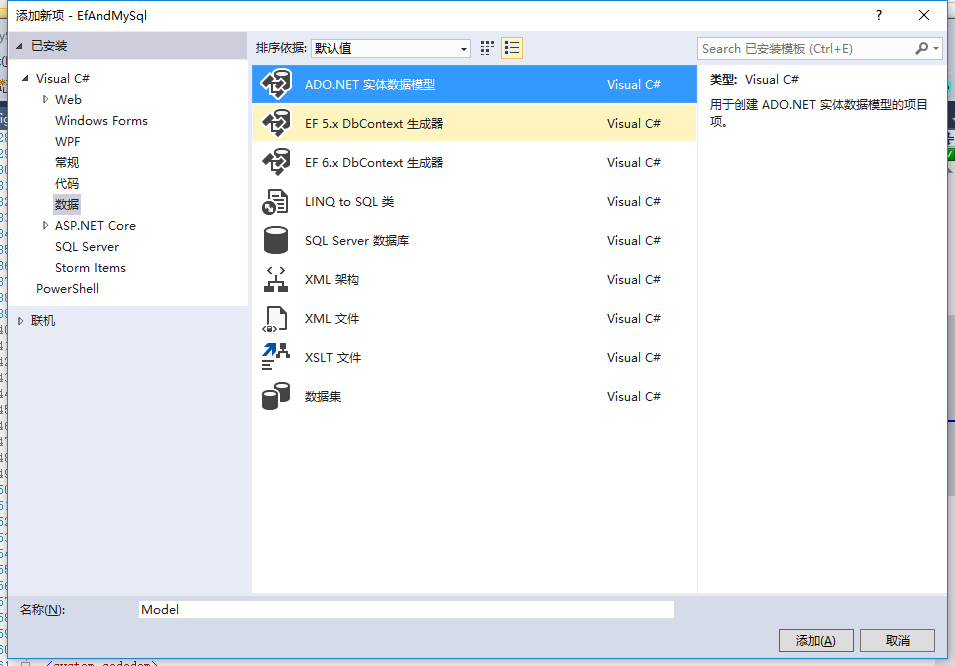 添加新项 - EfAndMySql
?
已安装
排序依据: 默认值
Search 已安装模板 (Ctrl+E)
Visual C#
Web
Windows Forms
WPF
常规
代码
数据
ASP.NET Core
SQL Server
Storm Items
PowerShell
联机
ADO.NET 实体数据模型 Visual C#
EF 5.x DbContext 生成器 Visual C#
EF 6.x DbContext 生成器 Visual C#
LINQ to SQL 类 Visual C#
SQL Server 数据库 Visual C#
XML 架构 Visual C#
XML 文件 Visual C#
XSLT 文件 Visual C#
数据集 Visual C#
类型: Visual C#
用于创建 ADO.NET 实体数据模型的项目
项。
名称(N): Model
添加(A) 取消